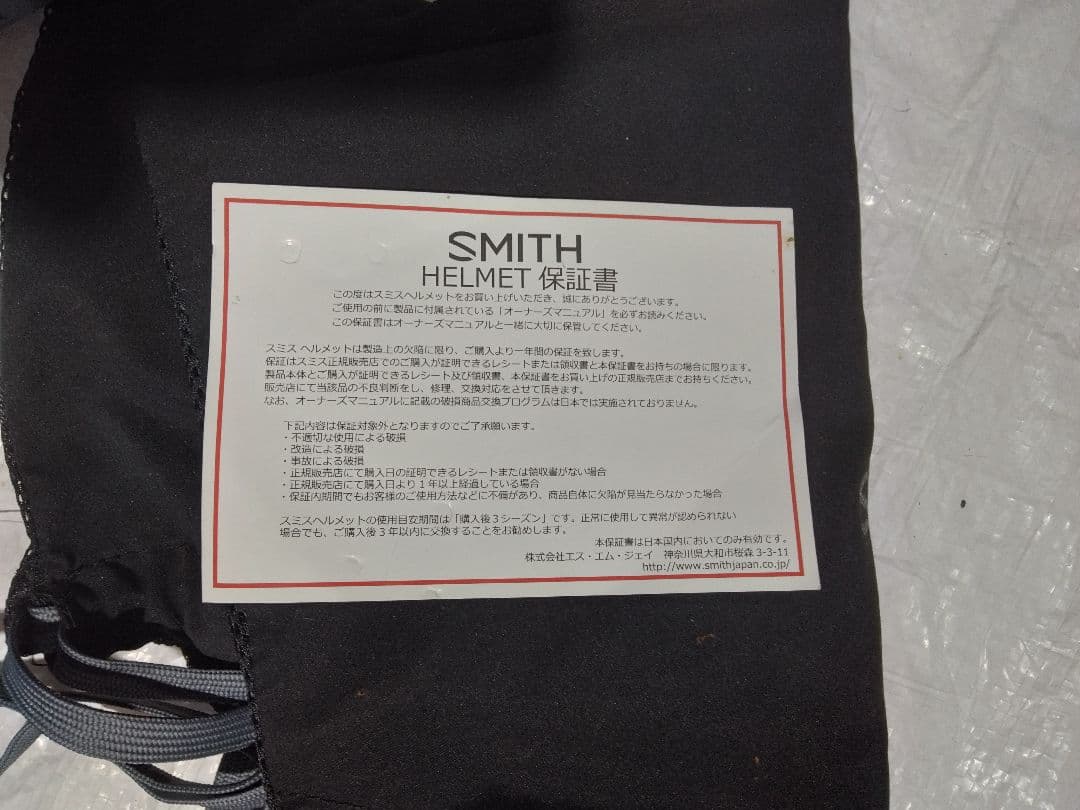 SMITH
HELMET 保証書
この度はスミスヘルメットをお買い上げいただき、誠にありがとうございます。
ご使用の前に製品に付属されている「オーナーズマニュアル」を必ずお読みください。
この保証書はオーナーズマニュアルと一緒に大切に保管してください。
スミス ヘルメットは製造上の欠陥に限り、ご購入より一年間の保証を致します。
保証はスミス正規販売店でのご購入が証明できるレシートまたは領収書と本保証書をお持ちの場合に限ります。
製品本体とご購入が証明できるレシート及び領収書、本保証書をお買い上げの正規販売店までお持ちください。
販売店にて当該品の不良判断をし、修理、交換対応をさせて頂きます。
なお、オーナーズマニュアルに記載の破損商品交換プログラムは日本では実施されておりません。
下記内容は保証対象外となりますのでご了承願います。
・不適切な使用による破損
・改造による破損
・事故による破損
・正規販売店にて購入日の証明できるレシートまたは領収書がない場合
・正規販売店にて購入日より１年以上経過している場合
・保証内期間でもお客様のご使用方法などに不備があり、商品自体に欠陥が見当たらなかった場合
スミスヘルメットの使用目安期間は「購入後３シーズン」です。正常に使用して異常が認められない
場合でも、ご購入後３年以内に交換することをお勧めします。
本保証書は日本国内においてのみ有効です。
株式会社エス・エム・ジェイ　神奈川県大和市桜森 3-3-11
http://www.smithjapan.co.jp/